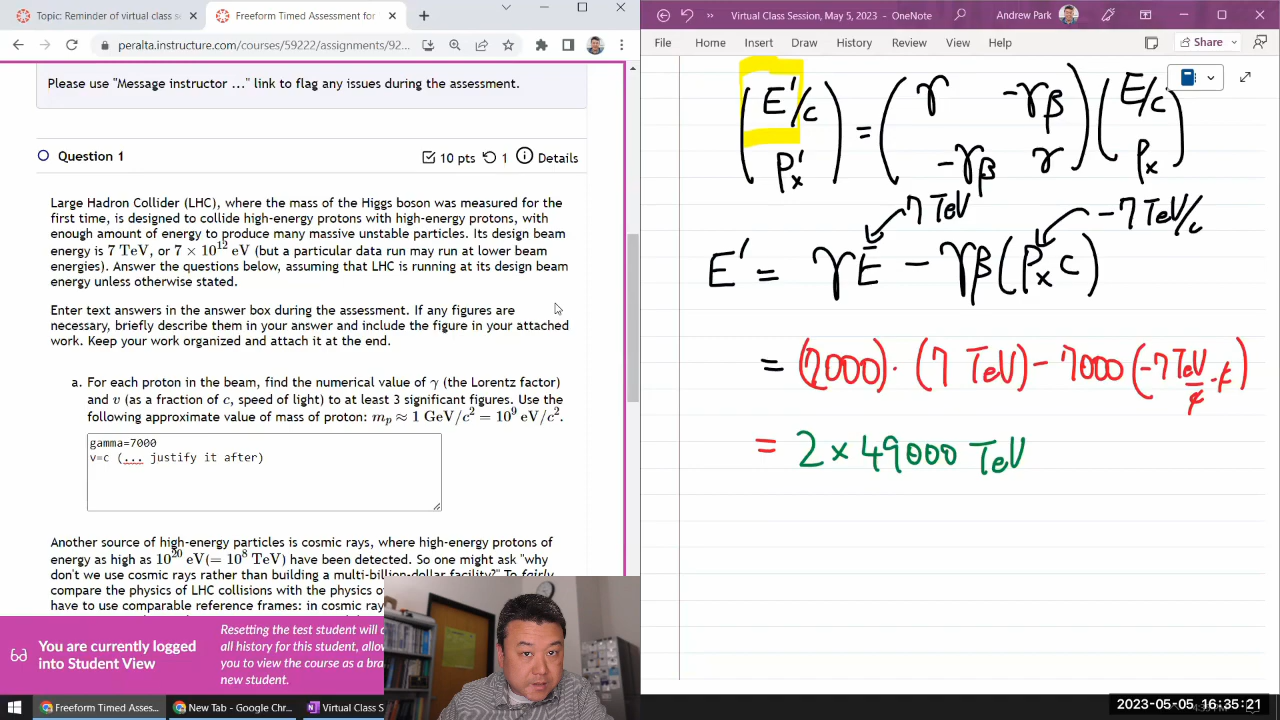 Topic: Reminder of virtual class se
Freeform Timed Assessment for
peralta.instructure.com/courses/59222/assignments/92...
Please use "Message instructor ..." link to flag any issues during the assessment.
Question 1
10 pts
1
Details
Large Hadron Collider (LHC), where the mass of the Higgs boson was measured for the
first time, is designed to collide high-energy protons with high-energy protons, with
enough amount of energy to produce many massive unstable particles. Its design beam
energy is 7 TeV, or 7 × 10¹² eV (but a particular data run may run at lower beam
energies). Answer the questions below, assuming that LHC is running at its design beam
energy unless otherwise stated.
Enter text answers in the answer box during the assessment. If any figures are
necessary, briefly describe them in your answer and include the figure in your attached
work. Keep your work organized and attach it at the end.
a. For each proton in the beam, find the numerical value of γ (the Lorentz factor)
and v (as a fraction of c, speed of light) to at least 3 significant figures. Use the
following approximate value of mass of proton: mₚ ≈ 1 GeV/c² = 10⁹ eV/c².
gamma=7000
v=c (... justify it after)
Another source of high-energy particles is cosmic rays, where high-energy protons of
energy as high as 10²⁰ eV(= 10⁸ TeV) have been detected. So one might ask "why
don't we use cosmic rays rather than building a multi-billion-dollar facility?" To fairly
compare the physics of LHC collisions with the physics o
have to use comparable reference frames: in cosmic ray
You are currently logged
into Student View
Resetting the test student will c
all history for this student, allow
you to view the course as a bra
new student.
Freeform Timed Asses...
New Tab - Google Chr...
Virtual Class S
Virtual Class Session, May 5, 2023 - OneNote
Andrew Park
File Home Insert Draw History Review View Help
Share
E'/c = γ -γβ E/c
Pₓ' -γβ γ Pₓ
7 TeV
-7 TeV/c
E' = γE - γβ(Pₓc)
= (7000)·(7 TeV) - 7000(-7 TeV/c·c)
= 2 × 49000 TeV
2023-05-05 16:35:21